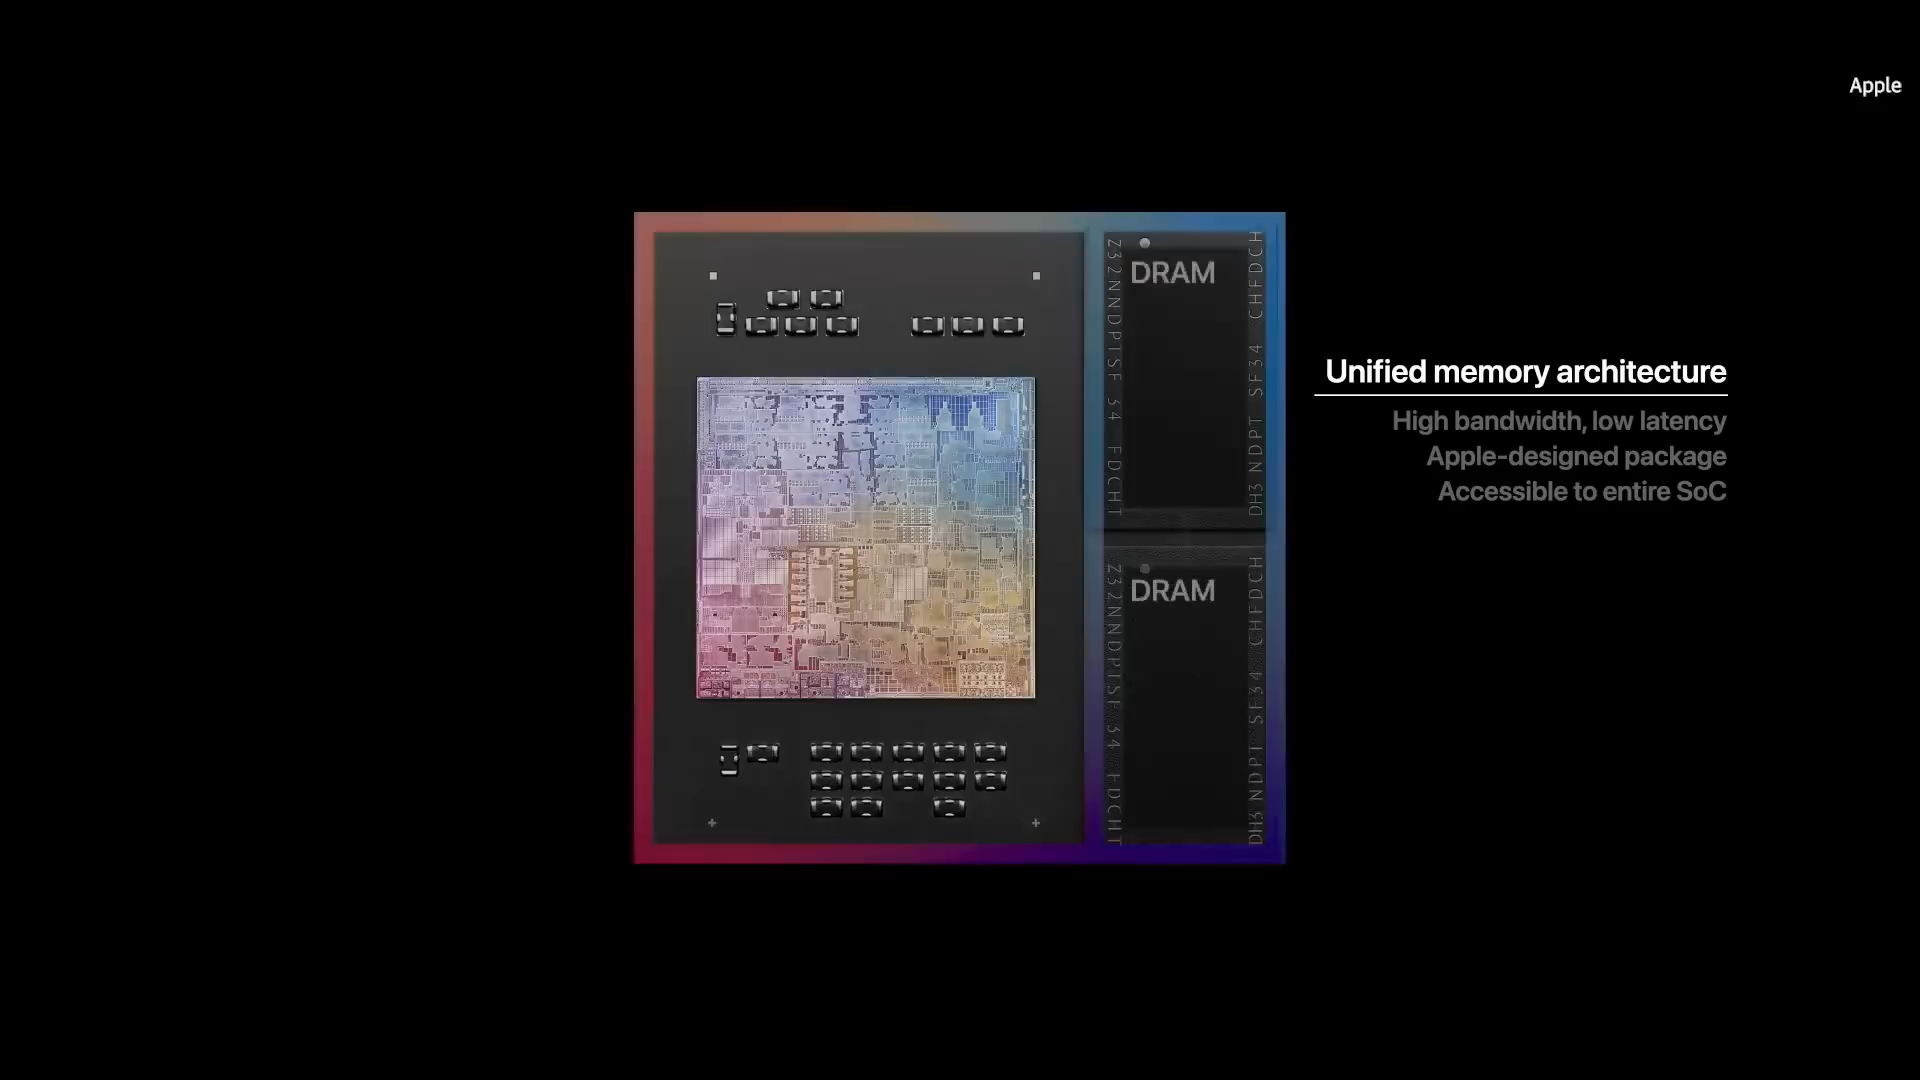 Apple
DRAM
Unified memory architecture
High bandwidth, low latency
Apple-designed package
Accessible to entire SoC
DRAM